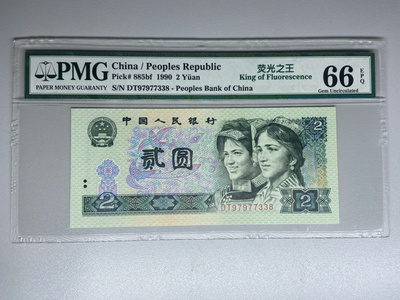 PMG
PAPER MONEY GUARANTY
China / Peoples Republic
Pick# 885bf 1990 2 Yüan
S/N DT97977338 - Peoples Bank of China
荧光之王
King of Fluorescence
66 EPQ
Gem Uncirculated
中国人民银行
2
贰圆
2
DT97977338
2